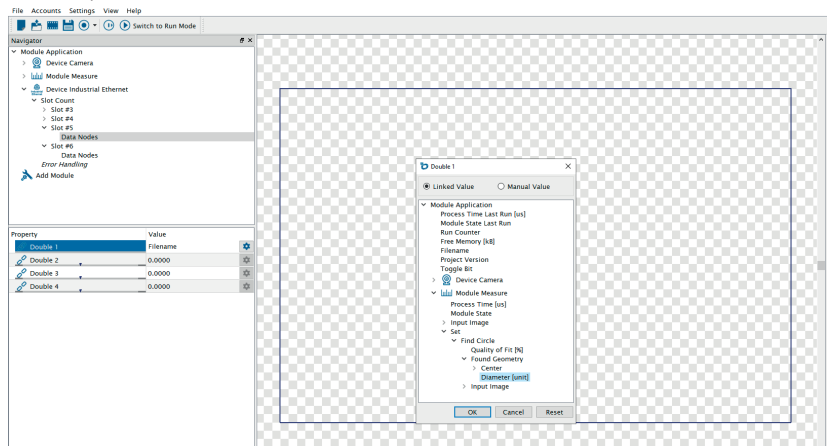 File Accounts Settings View Help
Switch to Run Mode
Navigator
Module Application
Device Camera
Module Measure
Device Industrial Ethernet
Slot Count
Slot #3
Slot #4
Slot #5
Data Nodes
Slot #6
Data Nodes
Error Handling
Add Module
Property Value
Double 1 Filename
Double 2 0.0000
Double 3 0.0000
Double 4 0.0000
Double 1
Linked Value Manual Value
Module Application
Process Time Last Run [us]
Module State Last Run
Run Counter
Free Memory [kB]
Filename
Project Version
Toggle Bit
Device Camera
Module Measure
Process Time [us]
Module State
Input Image
Set
Find Circle
Quality of Fit [%]
Found Geometry
Center
Diameter [unit]
Input Image
OK Cancel Reset